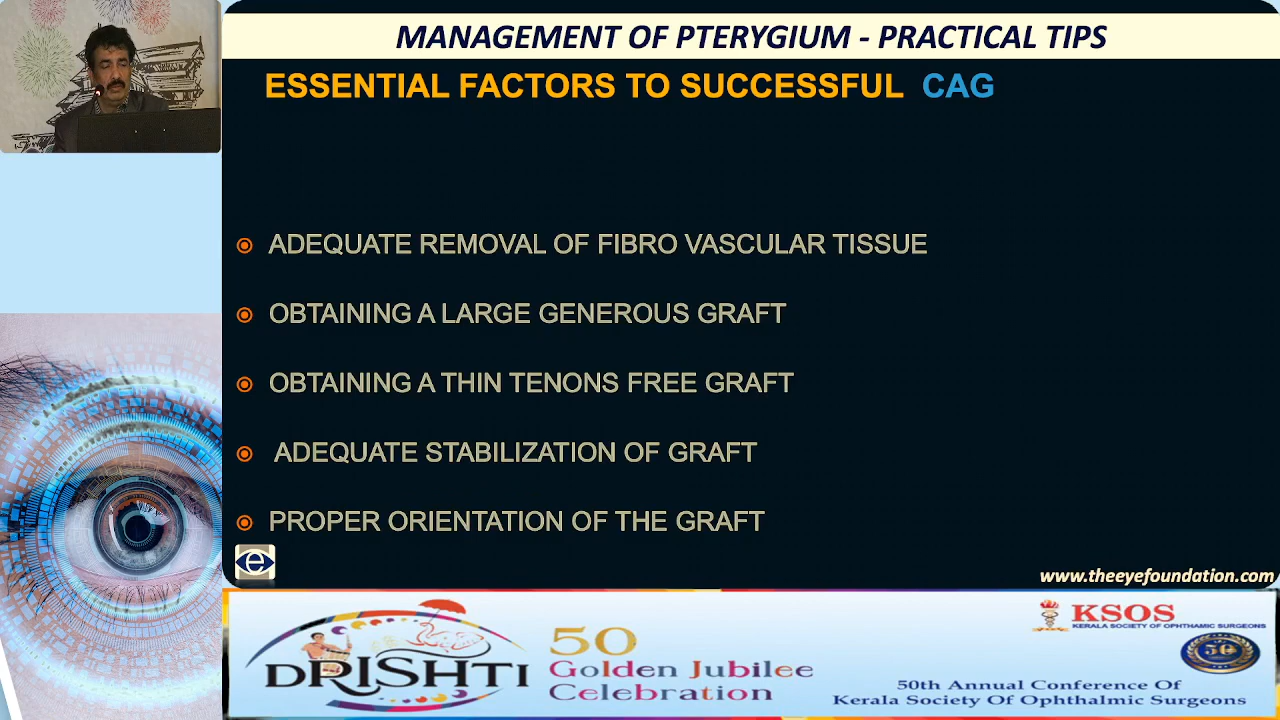 MANAGEMENT OF PTERYGIUM - PRACTICAL TIPS
ESSENTIAL FACTORS TO SUCCESSFUL CAG
ADEQUATE REMOVAL OF FIBRO VASCULAR TISSUE
OBTAINING A LARGE GENEROUS GRAFT
OBTAINING A THIN TENONS FREE GRAFT
ADEQUATE STABILIZATION OF GRAFT
PROPER ORIENTATION OF THE GRAFT
e
www.theeyefoundation.com
DRISHTI
50
Golden Jubilee
Celebration
KSOS
KERALA SOCIETY OF OPHTHAMIC SURGEONS
50
50th Annual Conference Of
Kerala Society Of Ophthalmic Surgeons